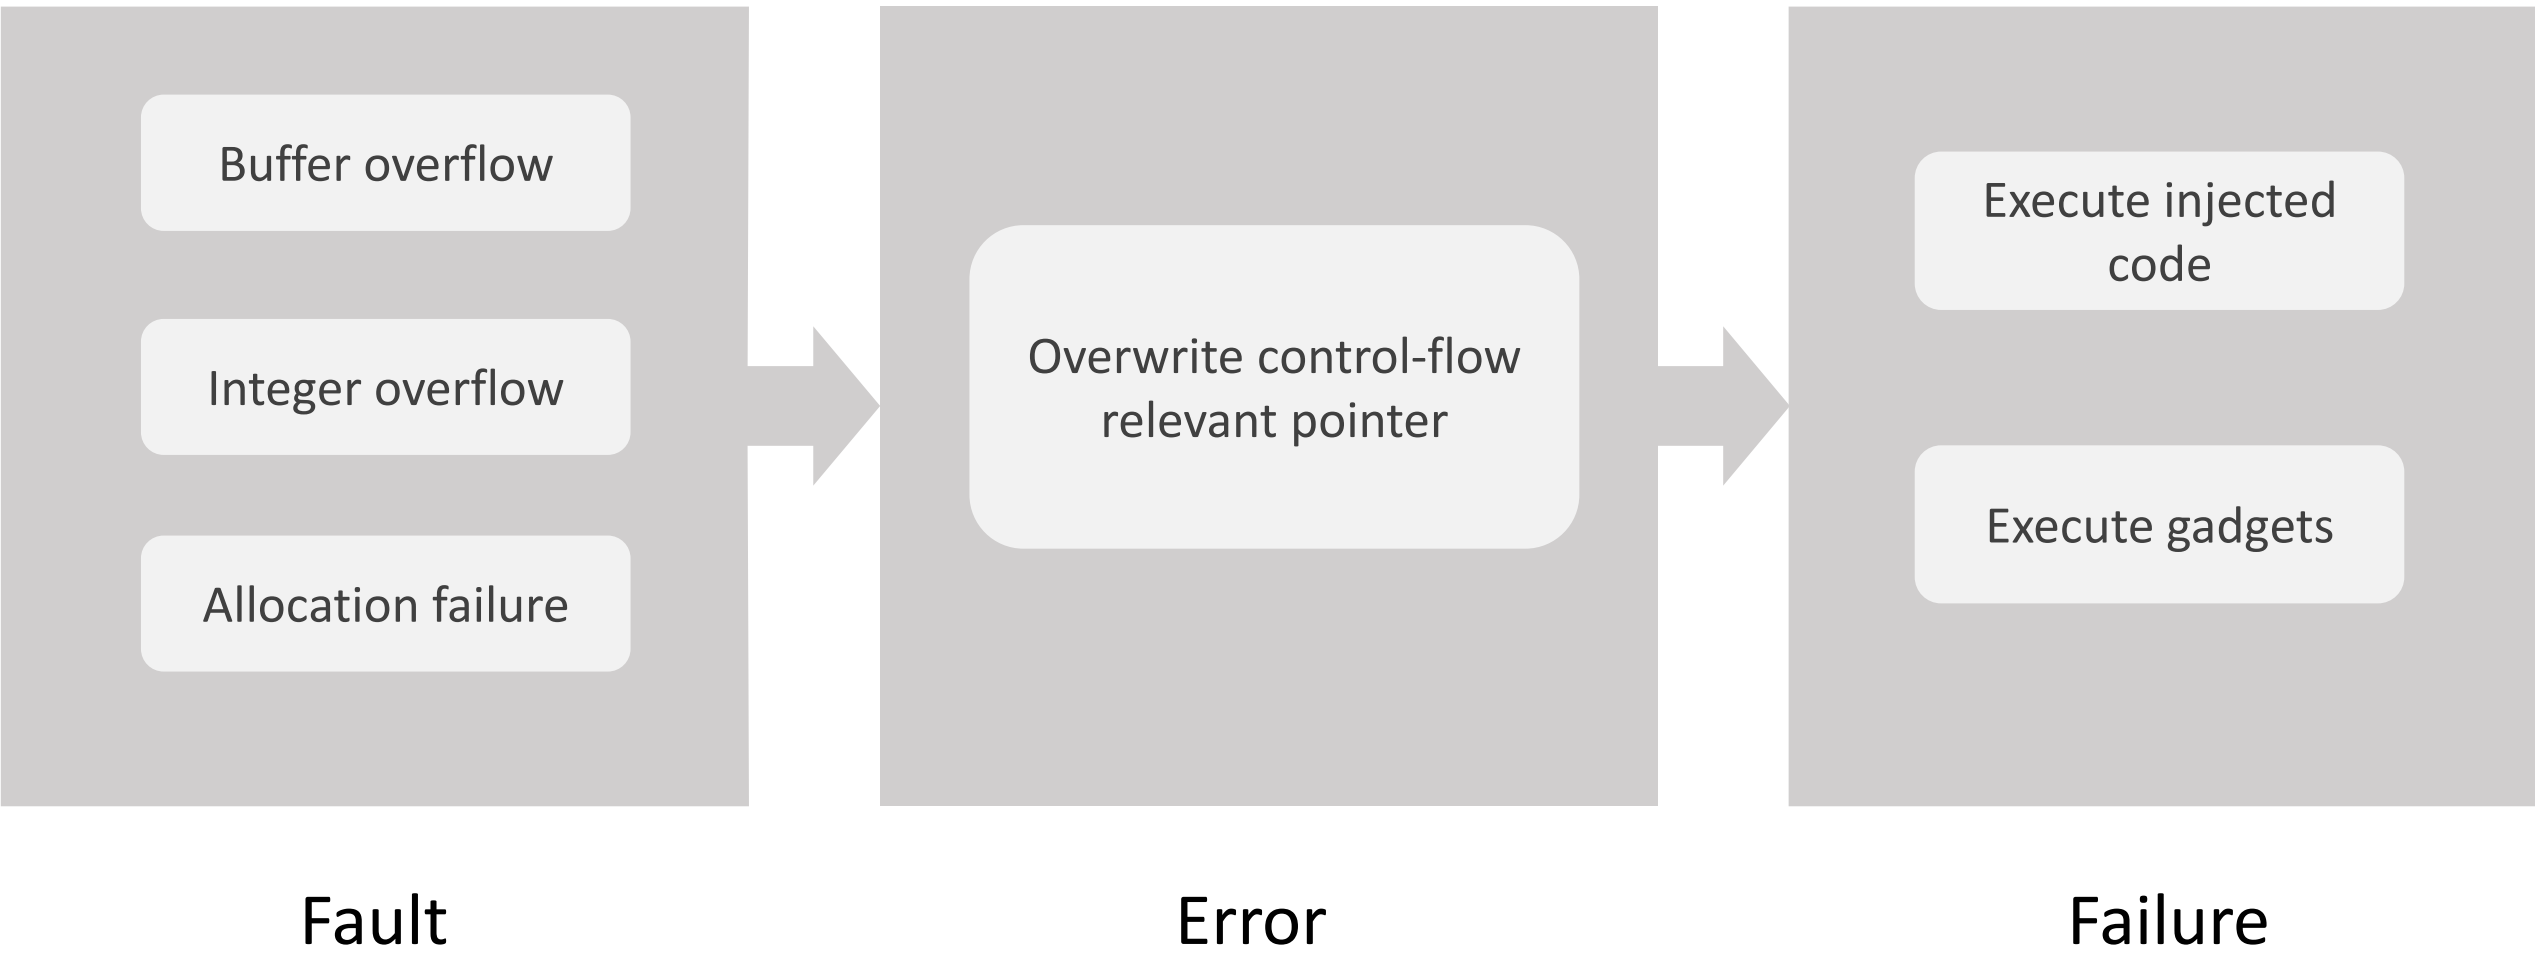 Buffer overflow
Integer overflow
Allocation failure
Overwrite control-flow
relevant pointer
Execute injected
code
Execute gadgets
Fault
Error
Failure